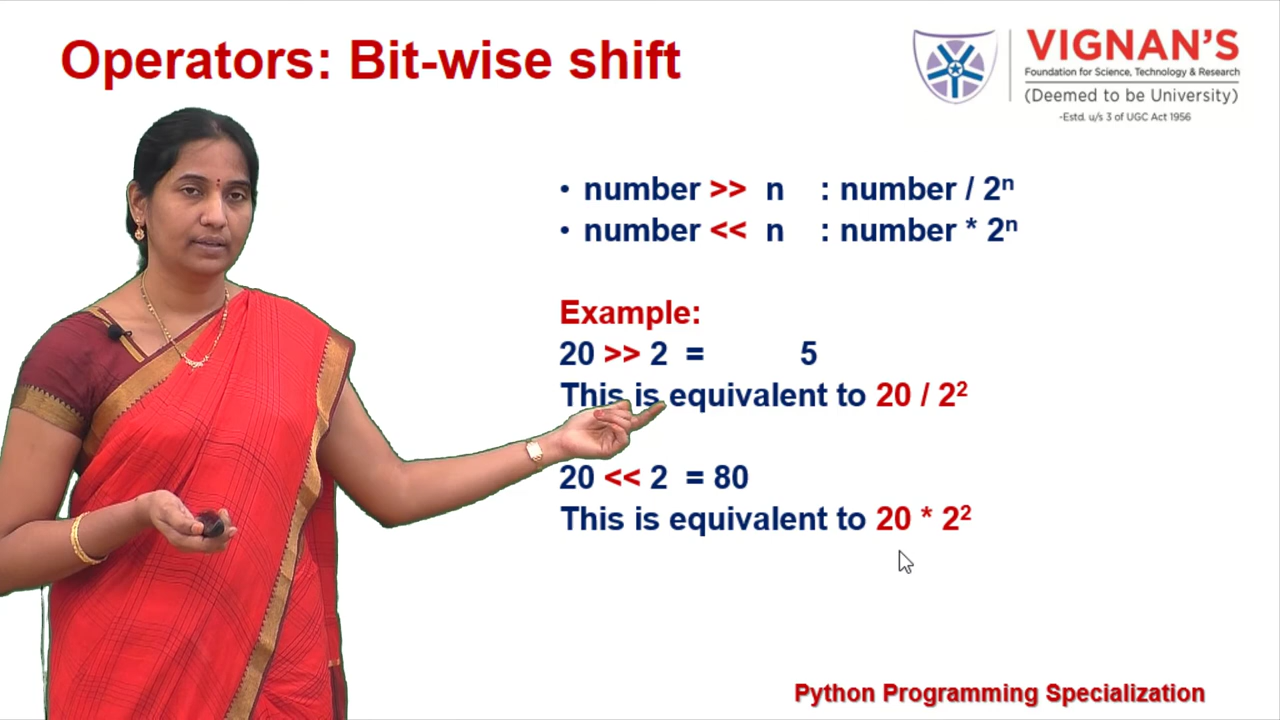 Operators: Bit-wise shift
VIGNAN'S
Foundation for Science, Technology & Research
(Deemed to be University)
-Estd. u/s 3 of UGC Act 1956
• number >> n : number / 2ⁿ
• number << n : number * 2ⁿ
Example:
20 >> 2 = 5
This is equivalent to 20 / 2²
20 << 2 = 80
This is equivalent to 20 * 2²
Python Programming Specialization